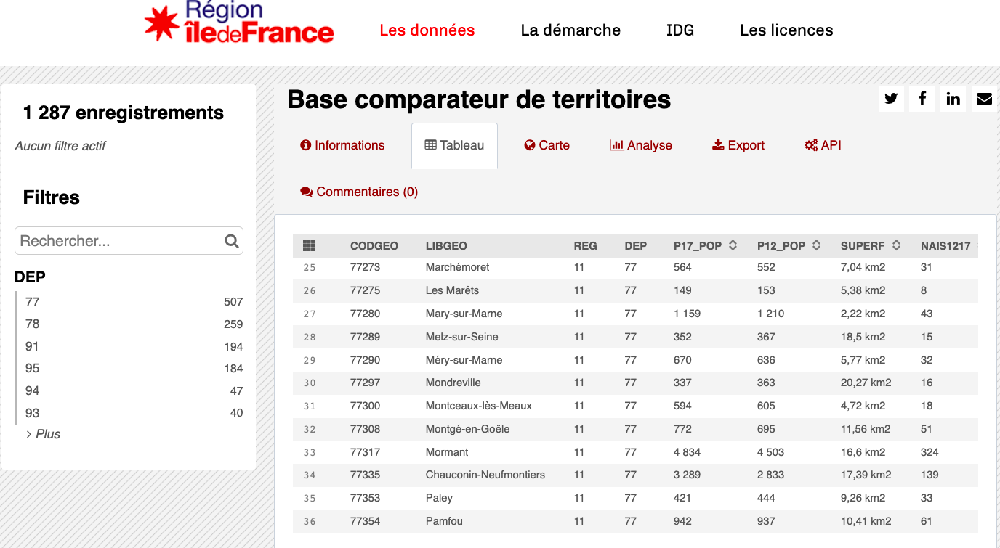 Région
îledeFrance
Les données La démarche IDG Les licences
1 287 enregistrements
Aucun filtre actif
Filtres
Rechercher...
DEP
77 507
78 259
91 194
95 184
94 47
93 40
> Plus
Base comparateur de territoires
Informations Tableau Carte Analyse Export API
Commentaires (0)
CODGEO LIBGEO REG DEP P17_POP P12_POP SUPERF NAIS1217
25 77273 Marchémoret 11 77 564 552 7,04 km2 31
26 77275 Les Marêts 11 77 149 153 5,38 km2 8
27 77280 Mary-sur-Marne 11 77 1 159 1 210 2,22 km2 43
28 77289 Melz-sur-Seine 11 77 352 367 18,5 km2 15
29 77290 Méry-sur-Marne 11 77 670 636 5,77 km2 32
30 77297 Mondreville 11 77 337 363 20,27 km2 16
31 77300 Montceaux-lès-Meaux 11 77 594 605 4,72 km2 18
32 77308 Montgé-en-Goële 11 77 772 695 11,56 km2 51
33 77317 Mormant 11 77 4 834 4 503 16,6 km2 324
34 77335 Chauconin-Neufmontiers 11 77 3 289 2 833 17,39 km2 139
35 77353 Paley 11 77 421 444 9,26 km2 33
36 77354 Pamfou 11 77 942 937 10,41 km2 61